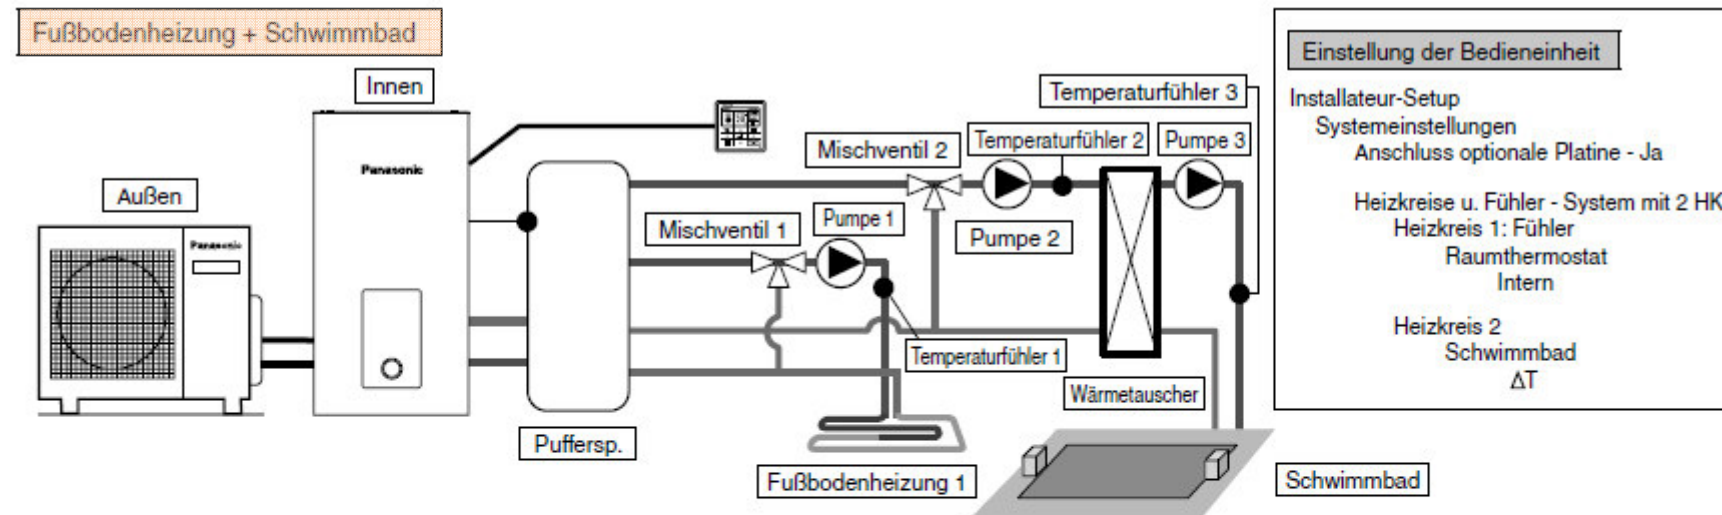 Fußbodenheizung + Schwimmbad
Innen
Außen
Panasonic
Panasonic
Puffersp.
Mischventil 1
Pumpe 1
Mischventil 2
Temperaturfühler 2
Pumpe 2
Temperaturfühler 3
Pumpe 3
Temperaturfühler 1
Wärmetauscher
Fußbodenheizung 1
Schwimmbad
Einstellung der Bedieneinheit
Installateur-Setup
Systemeinstellungen
Anschluss optionale Platine - Ja
Heizkreise u. Fühler - System mit 2 HK
Heizkreis 1: Fühler
Raumthermostat
Intern
Heizkreis 2
Schwimmbad
ΔT